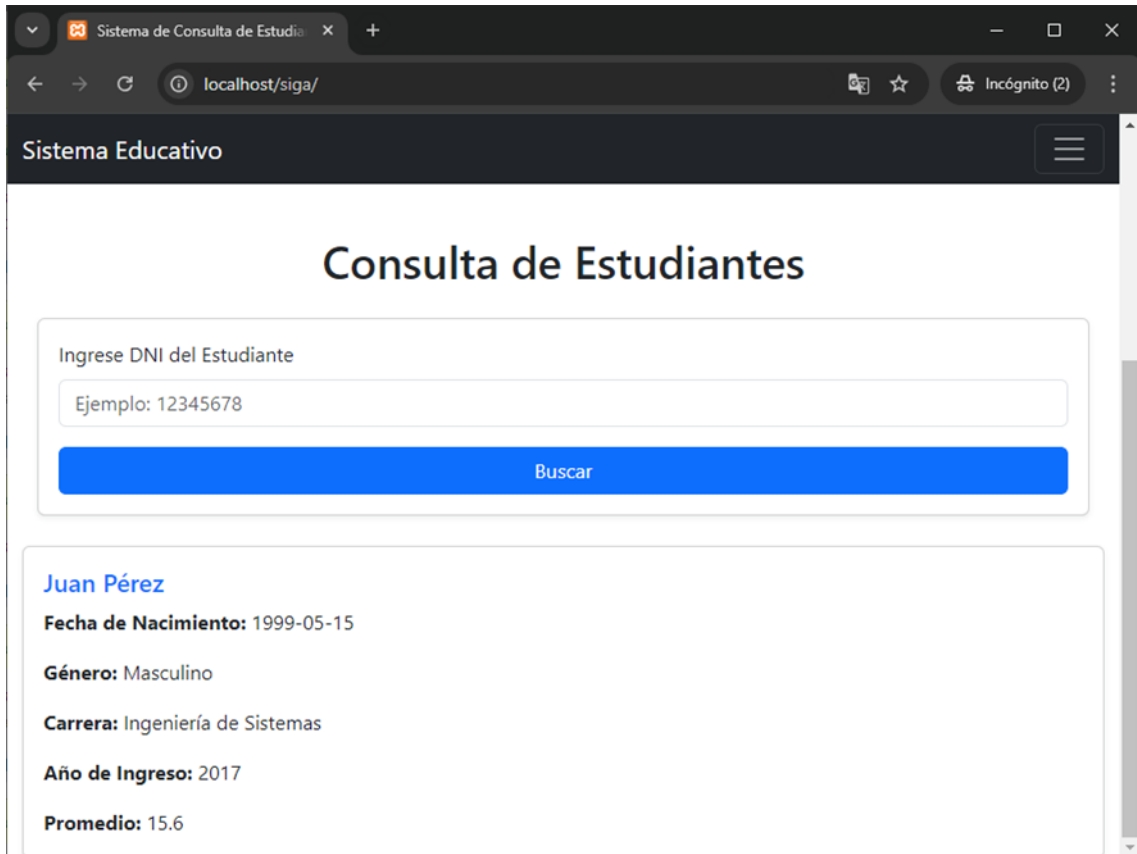 Sistema de Consulta de Estudia
localhost/siga/
Incógnito (2)
Sistema Educativo
Consulta de Estudiantes
Ingrese DNI del Estudiante
Ejemplo: 12345678
Buscar
Juan Pérez
Fecha de Nacimiento: 1999-05-15
Género: Masculino
Carrera: Ingeniería de Sistemas
Año de Ingreso: 2017
Promedio: 15.6